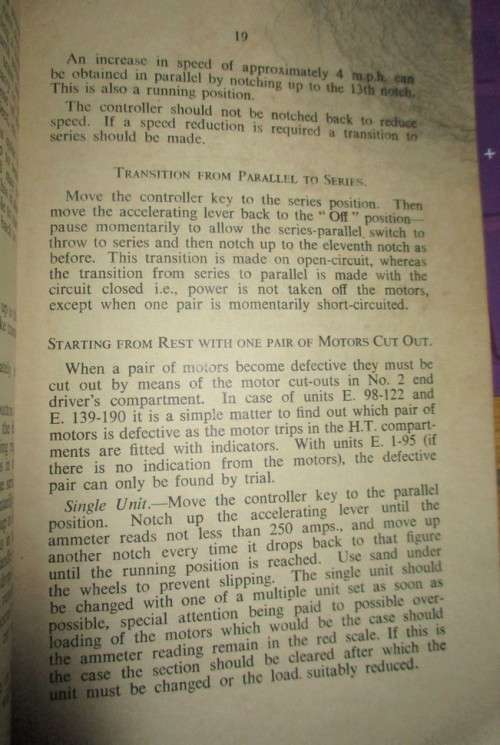 19
An increase in speed of approximately 4 m.p.h. can
be obtained in parallel by notching up to the 13th notch.
This is also a running position.
The controller should not be notched back to reduce
speed. If a speed reduction is required a transition to
series should be made.
TRANSITION FROM PARALLEL TO SERIES.
Move the controller key to the series position. Then
move the accelerating lever back to the "Off" position—
pause momentarily to allow the series-parallel switch to
throw to series and then notch up to the eleventh notch as
before. This transition is made on open-circuit, whereas
the transition from series to parallel is made with the
circuit closed i.e., power is not taken off the motors,
except when one pair is momentarily short-circuited.
STARTING FROM REST WITH ONE PAIR OF MOTORS CUT OUT.
When a pair of motors become defective they must be
cut out by means of the motor cut-outs in No. 2 end
driver's compartment. In case of units E. 98-122 and
E. 139-190 it is a simple matter to find out which pair of
motors is defective as the motor trips in the H.T. compart-
ments are fitted with indicators. With units E. 1-95 (if
there is no indication from the motors), the defective
pair can only be found by trial.
Single Unit.—Move the controller key to the parallel
position. Notch up the accelerating lever until the
ammeter reads not less than 250 amps., and move up
another notch every time it drops back to that figure
until the running position is reached. Use sand under
the wheels to prevent slipping. The single unit should
be changed with one of a multiple unit set as soon as
possible, special attention being paid to possible over-
loading of the motors which would be the case should
the ammeter reading remain in the red scale. If this is
the case the section should be cleared after which the
unit must be changed or the load suitably reduced.